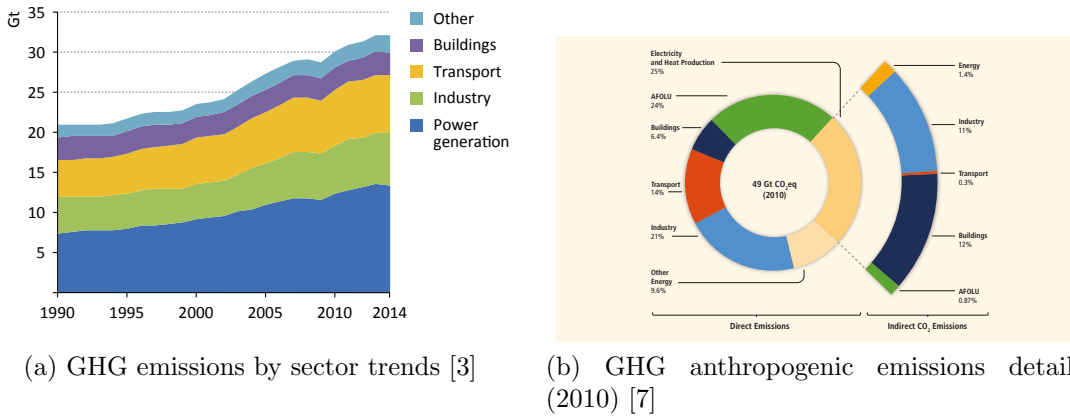 Gt
35
30
25
20
15
10
5
1990
1995
2000
2005
2010
2014
Other
Buildings
Transport
Industry
Power
generation
(a) GHG emissions by sector trends [3]
Electricity
and Heat Production
25%
AFOLU
24%
Buildings
6.4%
Transport
14%
Industry
21%
Other
Energy
9.6%
49 Gt CO₂eq
(2010)
Direct Emissions
Energy
1.4%
Industry
11%
Transport
0.3%
Buildings
12%
AFOLU
0.87%
Indirect CO₂ Emissions
(b) GHG anthropogenic emissions detail
(2010) [7]